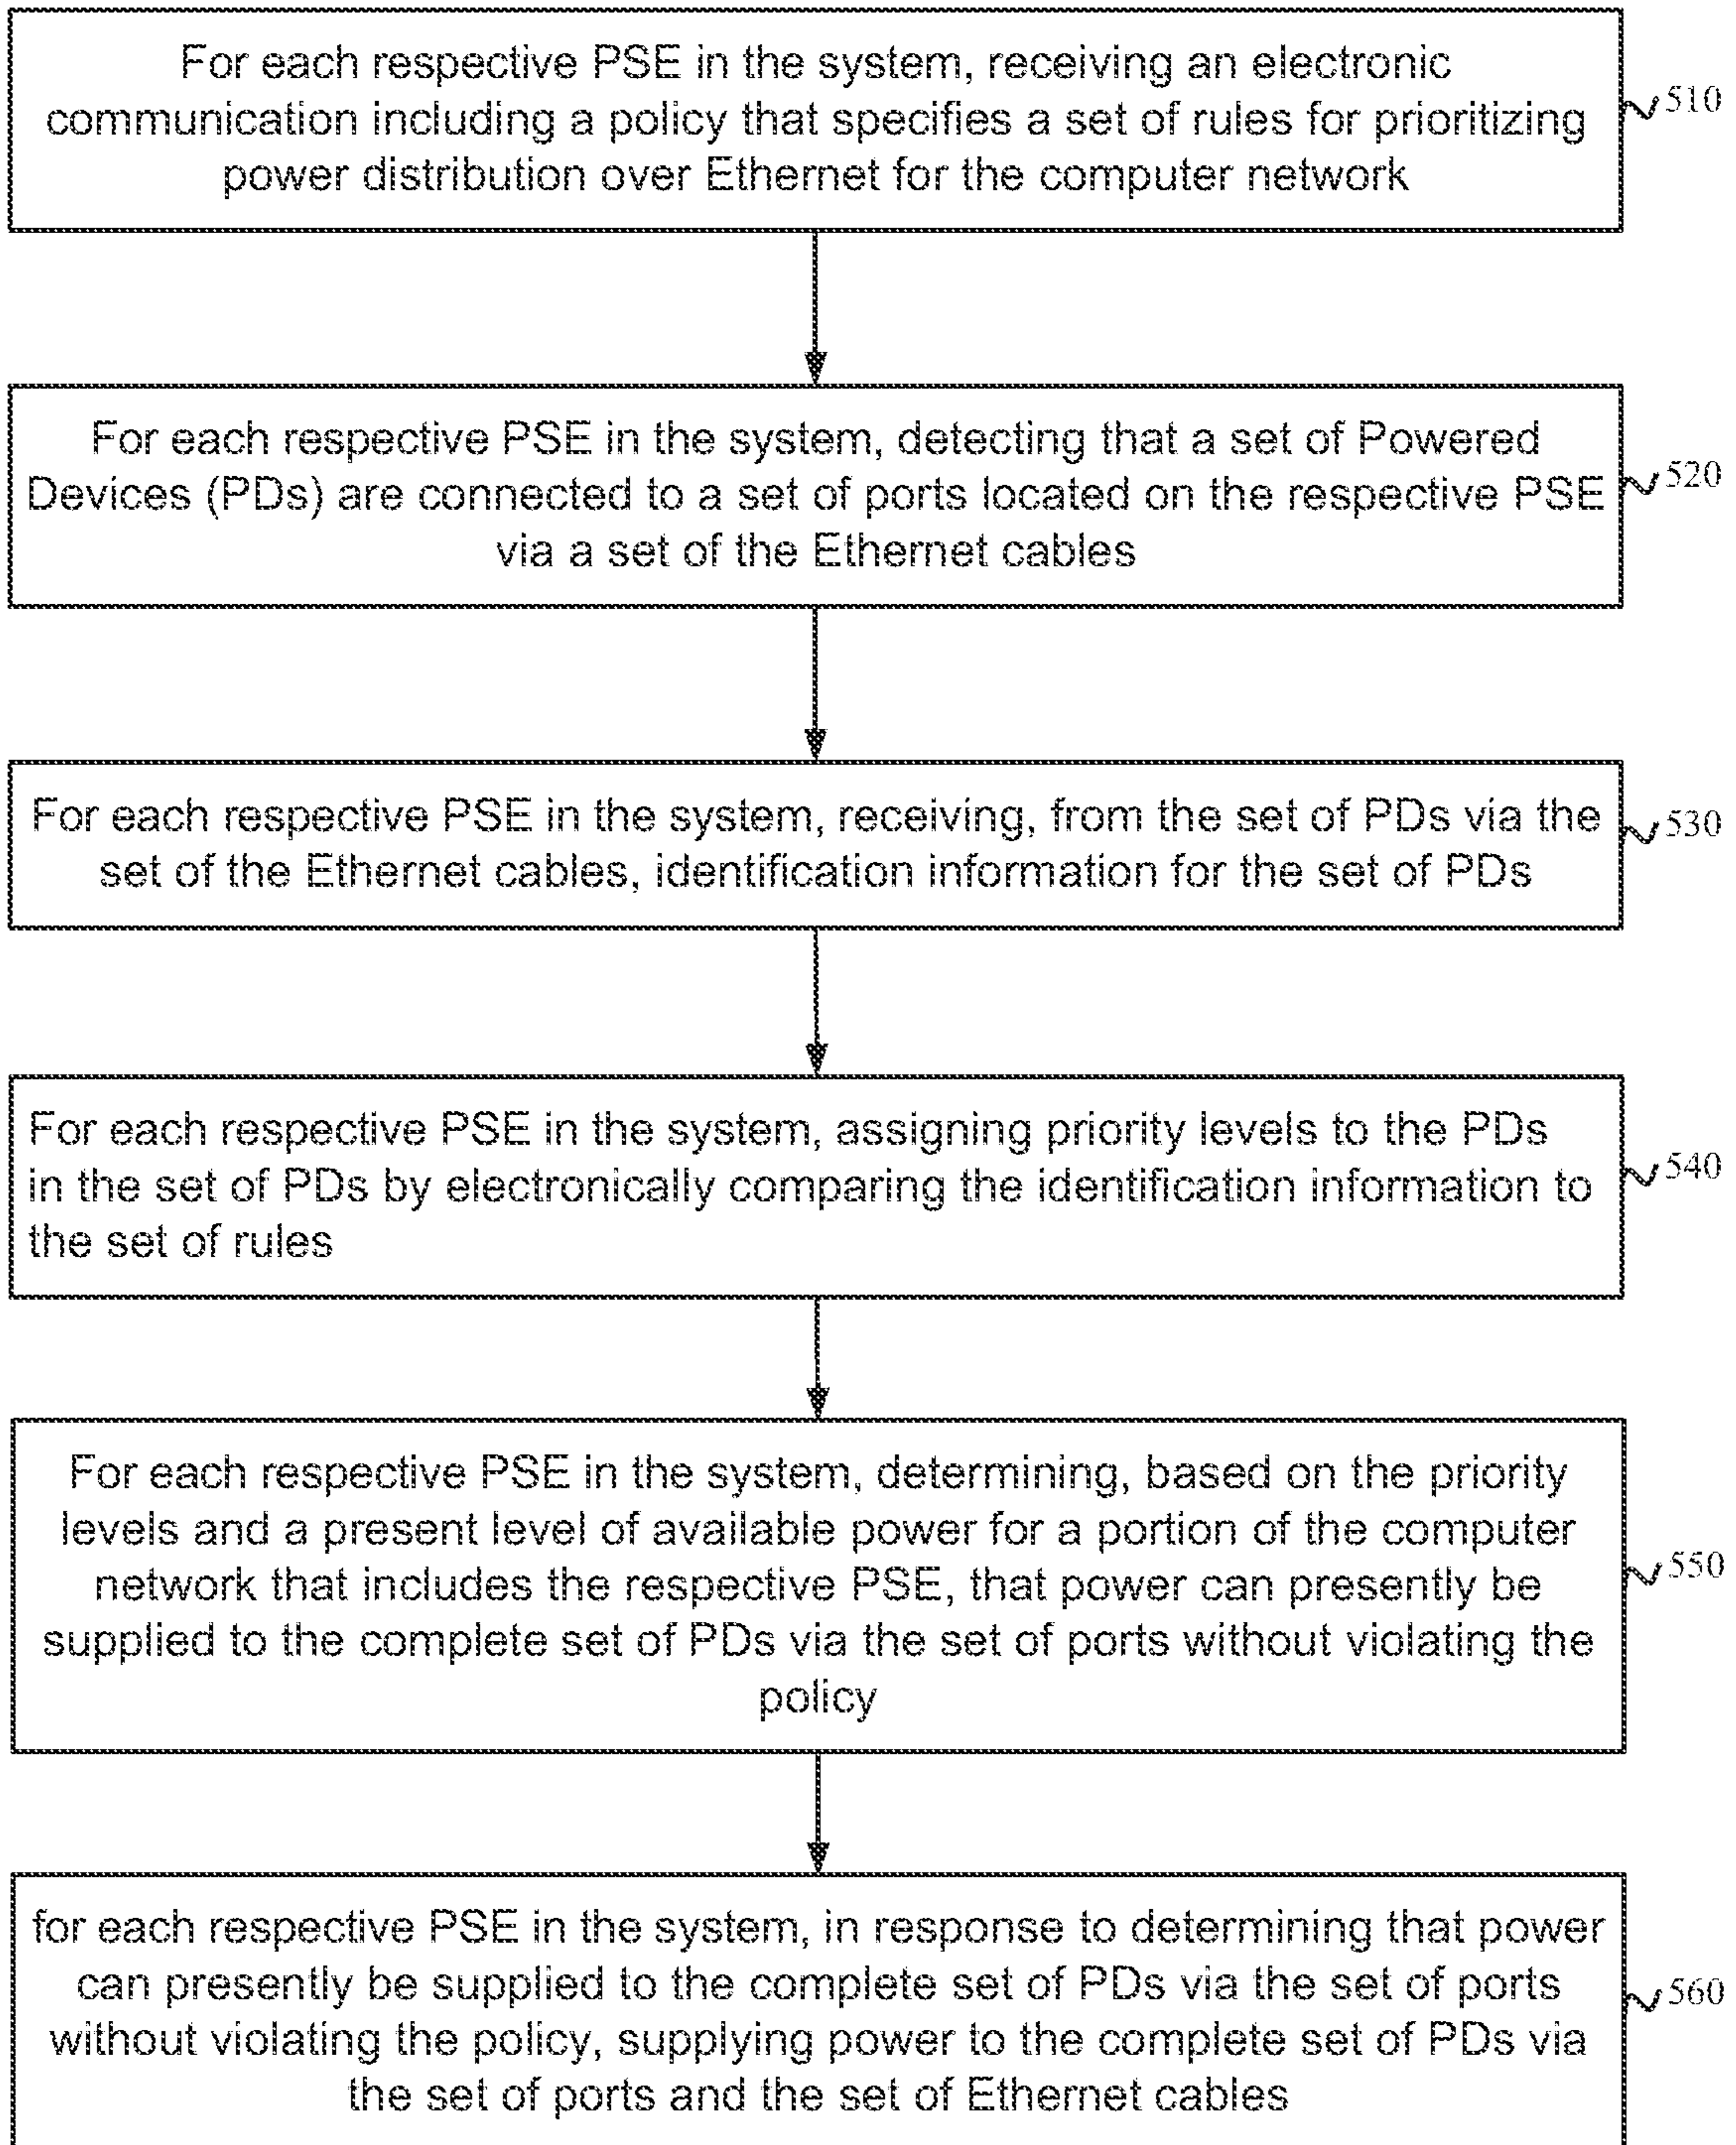 For each respective PSE in the system, receiving an electronic
communication including a policy that specifies a set of rules for prioritizing
power distribution over Ethernet for the computer network
510
For each respective PSE in the system, detecting that a set of Powered
Devices (PDs) are connected to a set of ports located on the respective PSE
via a set of the Ethernet cables
520
For each respective PSE in the system, receiving, from the set of PDs via the
set of the Ethernet cables, identification information for the set of PDs
530
For each respective PSE in the system, assigning priority levels to the PDs
in the set of PDs by electronically comparing the identification information to
the set of rules
540
For each respective PSE in the system, determining, based on the priority
levels and a present level of available power for a portion of the computer
network that includes the respective PSE, that power can presently be
supplied to the complete set of PDs via the set of ports without violating the
policy
550
for each respective PSE in the system, in response to determining that power
can presently be supplied to the complete set of PDs via the set of ports
without violating the policy, supplying power to the complete set of PDs via
the set of ports and the set of Ethernet cables
560